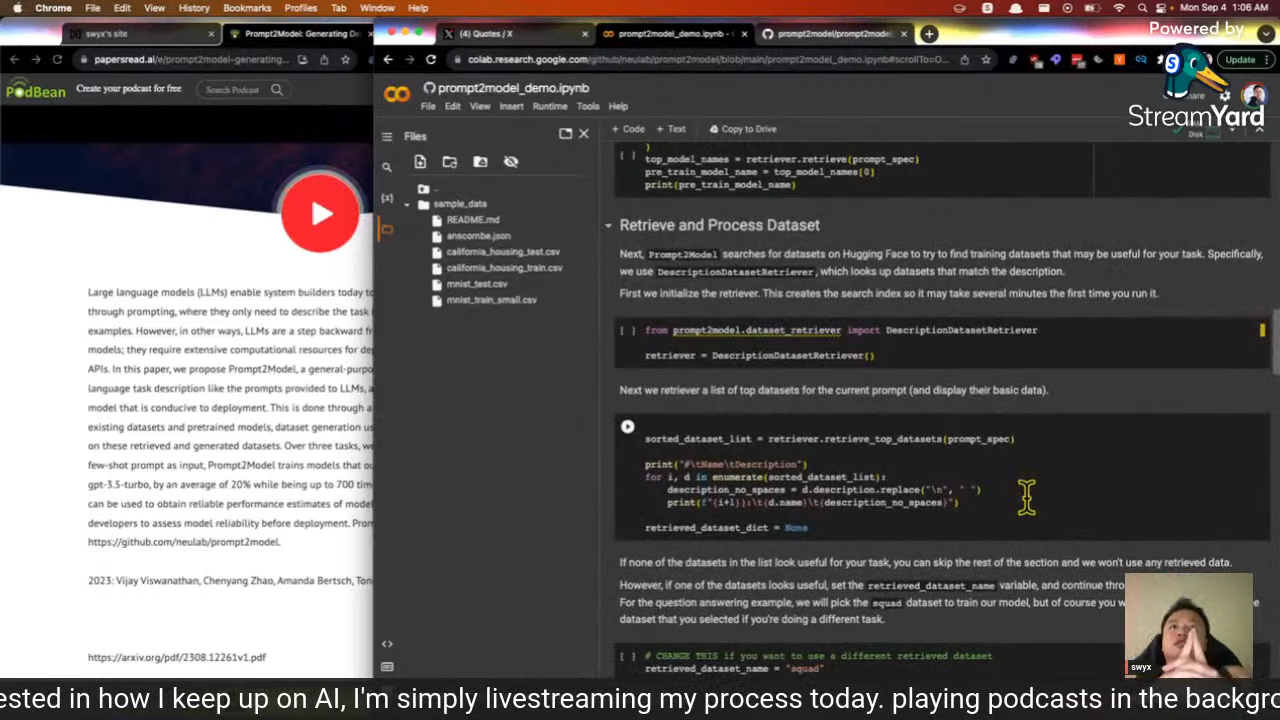 Chrome File Edit View History Bookmarks Profiles Tab Window Help
Mon Sep 4 1:06 AM
swyx's site
Prompt2Model: Generating De
(4) Quotes / X
prompt2model_demo.ipynb -
prompt2model/prompt2model
papersread.ai/e/prompt2model-generating
colab.research.google.com/github/neulab/prompt2model/blob/main/prompt2model_demo.ipynb#scrollTo=O...
Update
Powered by
StreamYard
PodBean
Create your podcast for free
Search Podcast
prompt2model_demo.ipynb
File Edit View Insert Runtime Tools Help
Files
+ Code + Text Copy to Drive
Disk
..
sample_data
README.md
anscombe.json
california_housing_test.csv
california_housing_train.csv
mnist_test.csv
mnist_train_small.csv
Large language models (LLMs) enable system builders today to
through prompting, where they only need to describe the task i
examples. However, in other ways, LLMs are a step backward fr
models; they require extensive computational resources for dep
APIs. In this paper, we propose Prompt2Model, a general-purpo
language task description like the prompts provided to LLMs, a
model that is conducive to deployment. This is done through a
existing datasets and pretrained models, dataset generation us
on these retrieved and generated datasets. Over three tasks, we
few-shot prompt as input, Prompt2Model trains models that ou
gpt-3.5-turbo, by an average of 20% while being up to 700 tim
can be used to obtain reliable performance estimates of model
developers to assess model reliability before deployment. Prom
https://github.com/neulab/prompt2model.
2023: Vijay Viswanathan, Chenyang Zhao, Amanda Bertsch, Ton
https://arxiv.org/pdf/2308.12261v1.pdf
)
top_model_names = retriever.retrieve(prompt_spec)
pre_train_model_name = top_model_names[0]
print(pre_train_model_name)
Retrieve and Process Dataset
Next, Prompt2Model searches for datasets on Hugging Face to try to find training datasets that may be useful for your task. Specifically,
we use DescriptionDatasetRetriever, which looks up datasets that match the description.
First we initialize the retriever. This creates the search index so it may take several minutes the first time you run it.
from prompt2model.dataset_retriever import DescriptionDatasetRetriever
retriever = DescriptionDatasetRetriever()
Next we retriever a list of top datasets for the current prompt (and display their basic data).
sorted_dataset_list = retriever.retrieve_top_datasets(prompt_spec)
print("#\tName\tDescription")
for i, d in enumerate(sorted_dataset_list):
description_no_spaces = d.description.replace("\n", " ")
print(f"{i+1}):\t{d.name}\t{description_no_spaces}")
retrieved_dataset_dict = None
If none of the datasets in the list look useful for your task, you can skip the rest of the section and we won't use any retrieved data.
However, if one of the datasets looks useful, set the retrieved_dataset_name variable, and continue thro
For the question answering example, we will pick the squad dataset to train our model, but of course you w
dataset that you selected if you're doing a different task.
# CHANGE THIS if you want to use a different retrieved dataset
retrieved_dataset_name = "squad"
swyx
ested in how I keep up on AI, I'm simply livestreaming my process today. playing podcasts in the backgro